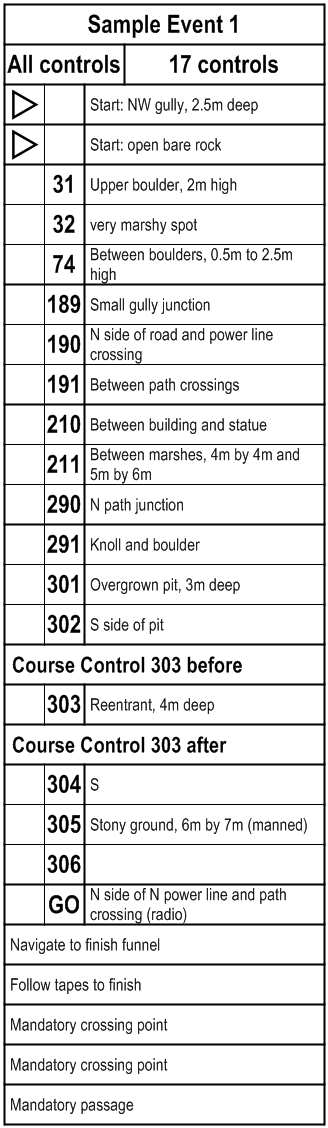 Sample Event 1
All controls 17 controls
Start: NW gully, 2.5m deep
Start: open bare rock
31 Upper boulder, 2m high
32 very marshy spot
74 Between boulders, 0.5m to 2.5m
high
189 Small gully junction
190 N side of road and power line
crossing
191 Between path crossings
210 Between building and statue
211 Between marshes, 4m by 4m and
5m by 6m
290 N path junction
291 Knoll and boulder
301 Overgrown pit, 3m deep
302 S side of pit
Course Control 303 before
303 Reentrant, 4m deep
Course Control 303 after
304 S
305 Stony ground, 6m by 7m (manned)
306
GO N side of N power line and path
crossing (radio)
Navigate to finish funnel
Follow tapes to finish
Mandatory crossing point
Mandatory crossing point
Mandatory passage